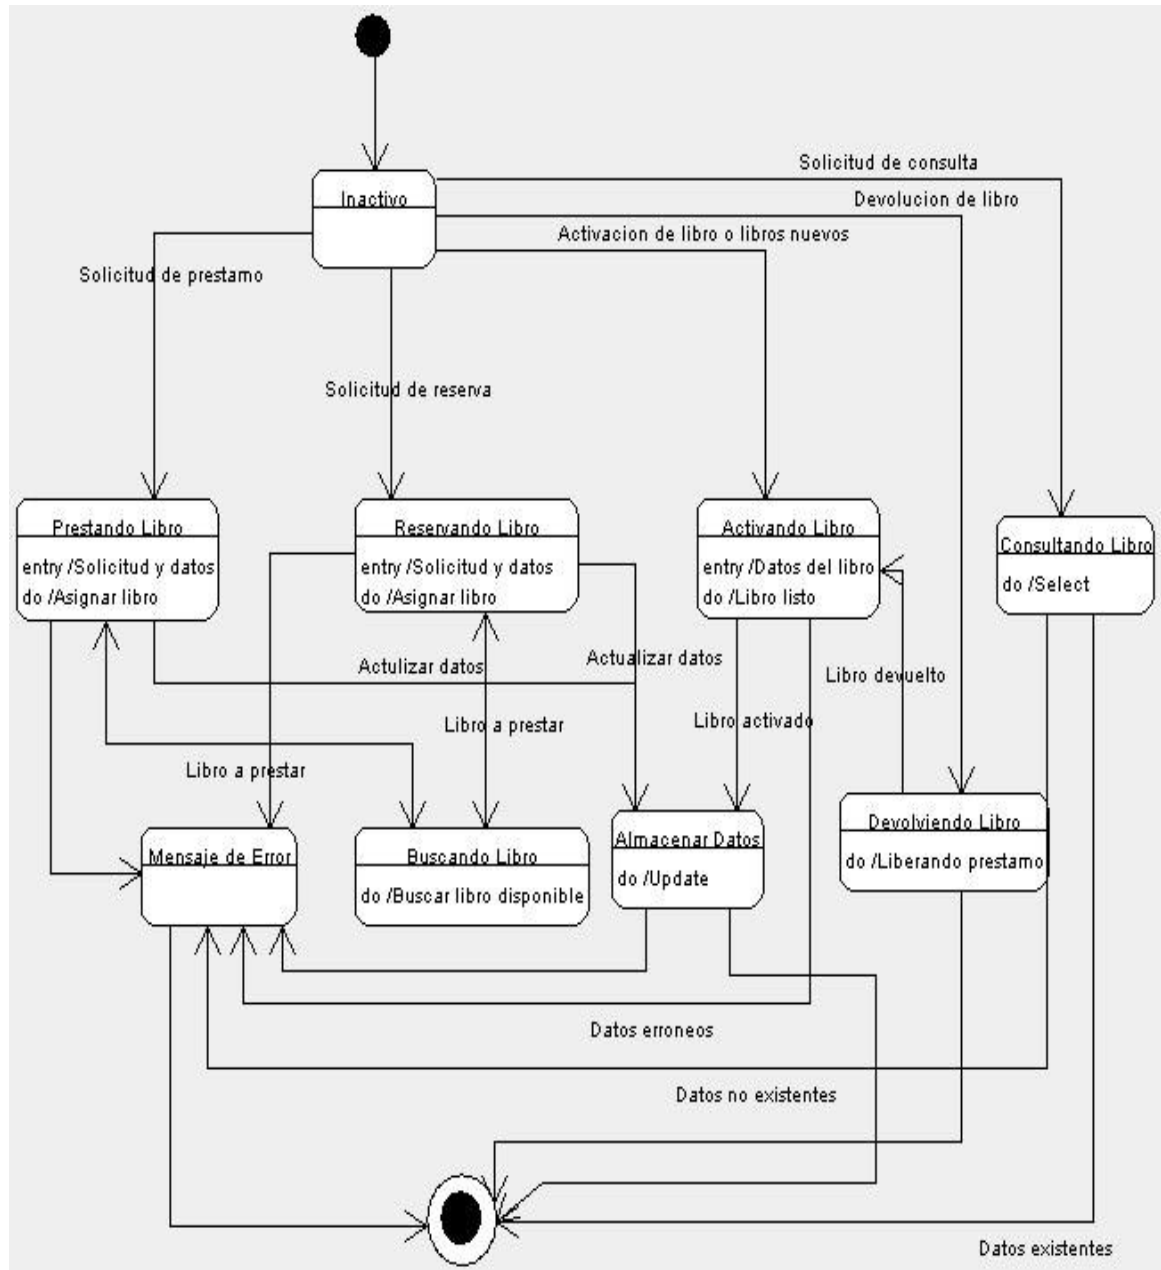 Solicitud de consulta
Inactivo
Devolucion de libro
Activacion de libro o libros nuevos
Solicitud de prestamo
Solicitud de reserva
Prestando Libro
entry /Solicitud y datos
do /Asignar libro
Reservando Libro
entry /Solicitud y datos
do /Asignar libro
Activando Libro
entry /Datos del libro
do /Libro listo
Consultando Libro
do /Select
Actulizar datos
Actualizar datos
Libro devuelto
Libro a prestar
Libro activado
Libro a prestar
Mensaje de Error
Buscando Libro
do /Buscar libro disponible
Almacenar Datos
do /Update
Devolviendo Libro
do /Liberando prestamo
Datos erroneos
Datos no existentes
Datos existentes